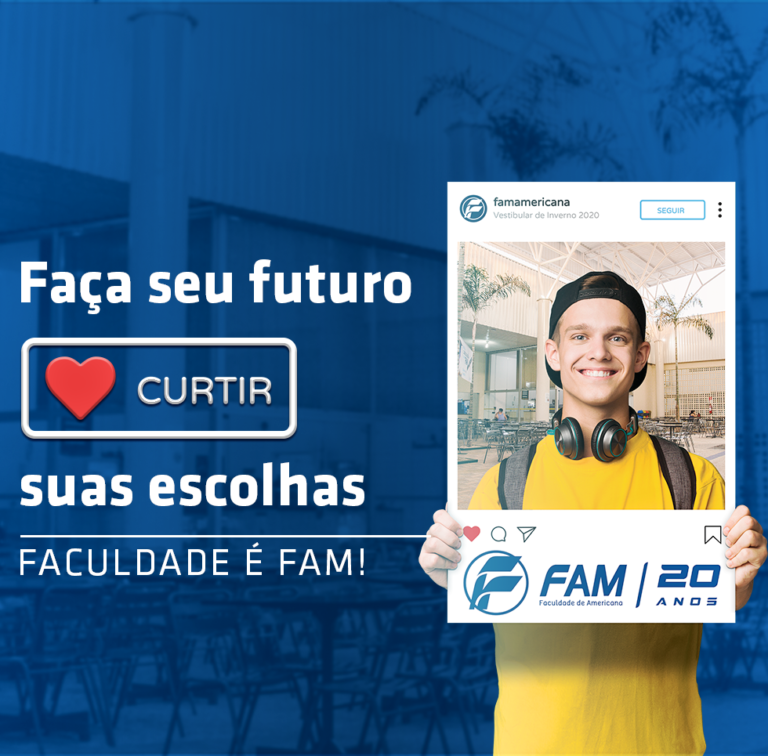 Faça seu futuro
CURTIR
suas escolhas
FACULDADE É FAM!
famamericana
Vestibular de Inverno 2020
SEGUIR
FAM | 20
Faculdade de Americana
ANOS